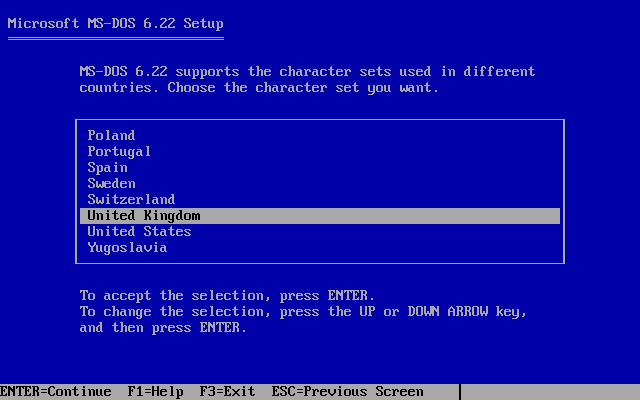 Microsoft MS-DOS 6.22 Setup
MS-DOS 6.22 supports the character sets used in different
countries. Choose the character set you want.
Poland
Portugal
Spain
Sweden
Switzerland
United Kingdom
United States
Yugoslavia
To accept the selection, press ENTER.
To change the selection, press the UP or DOWN ARROW key,
and then press ENTER.
ENTER=Continue  F1=Help  F3=Exit  ESC=Previous Screen